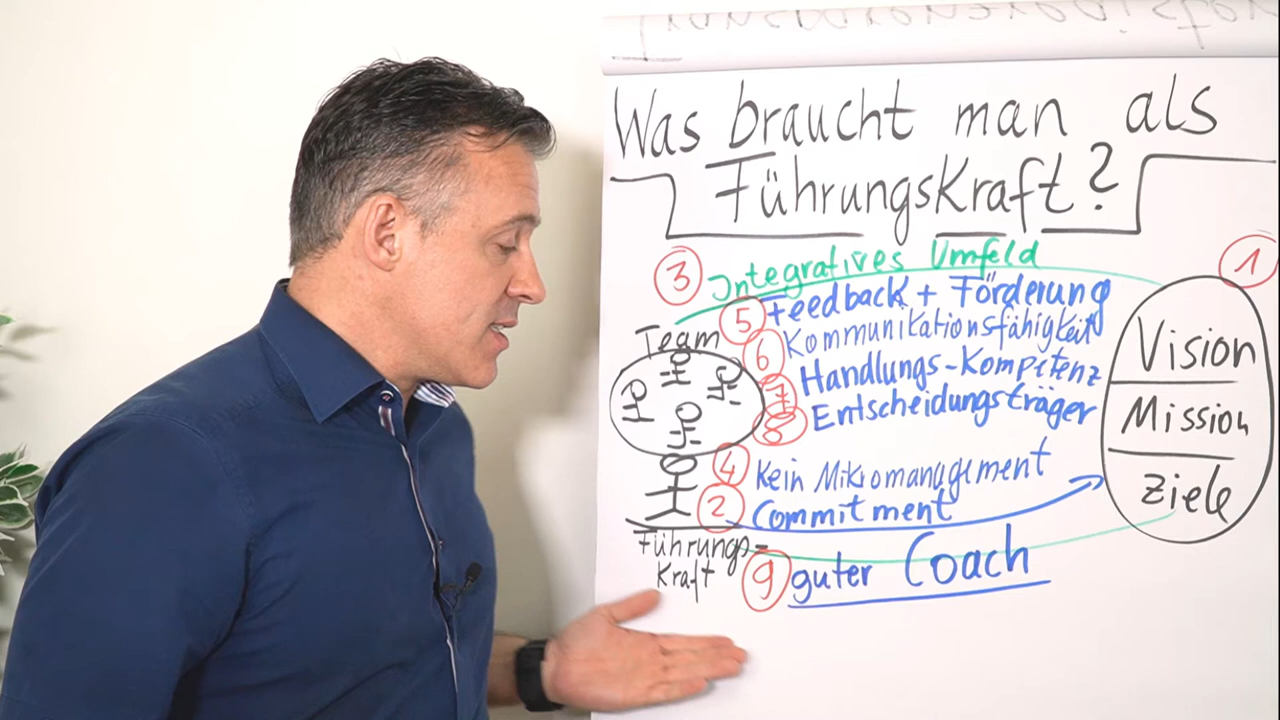 Was braucht man als
Führungskraft?
3 Integratives Umfeld
1
5 Feedback + Förderung
Team
6 Kommunikationsfähigkeit
7 Handlungs-Kompetenz
8 Entscheidungsträger
Vision
Mission
Ziele
4 Kein Mikromanagement
2 Commitment
Führungs-
Kraft
9 guter Coach